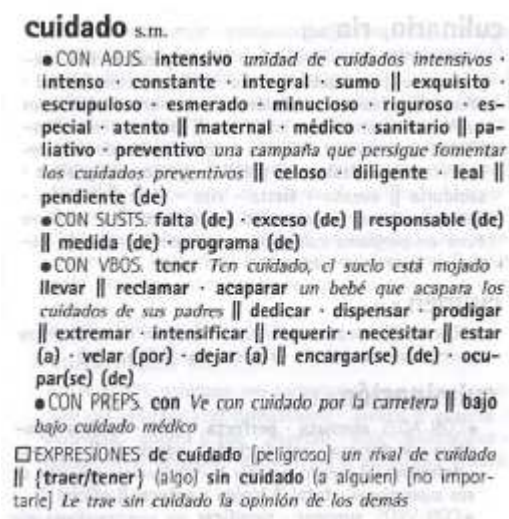 cuidado s.m.
● CON ADJS. intensivo unidad de cuidados intensivos ·
intenso · constante · integral · sumo || exquisito ·
escrupuloso · esmerado · minucioso · riguroso · es-
pecial · atento || maternal · médico · sanitario || pa-
liativo · preventivo una campaña que persigue fomentar
los cuidados preventivos || celoso · diligente · leal ||
pendiente (de)
● CON SUSTS. falta (de) · exceso (de) || responsable (de)
|| medida (de) · programa (de)
● CON VBOS. tener Ten cuidado, el suelo está mojado ·
llevar || reclamar · acaparar un bebé que acapara los
cuidados de sus padres || dedicar · dispensar · prodigar
|| extremar · intensificar || requerir · necesitar || estar
(a) · velar (por) · dejar (a) || encargar(se) (de) · ocu-
par(se) (de)
● CON PREPS. con Ve con cuidado por la carretera || bajo
bajo cuidado médico
□ EXPRESIONES de cuidado [peligroso] un rival de cuidado
|| {traer/tener} (algo) sin cuidado (a alguien) [no impor-
tarle] Le trae sin cuidado la opinión de los demás